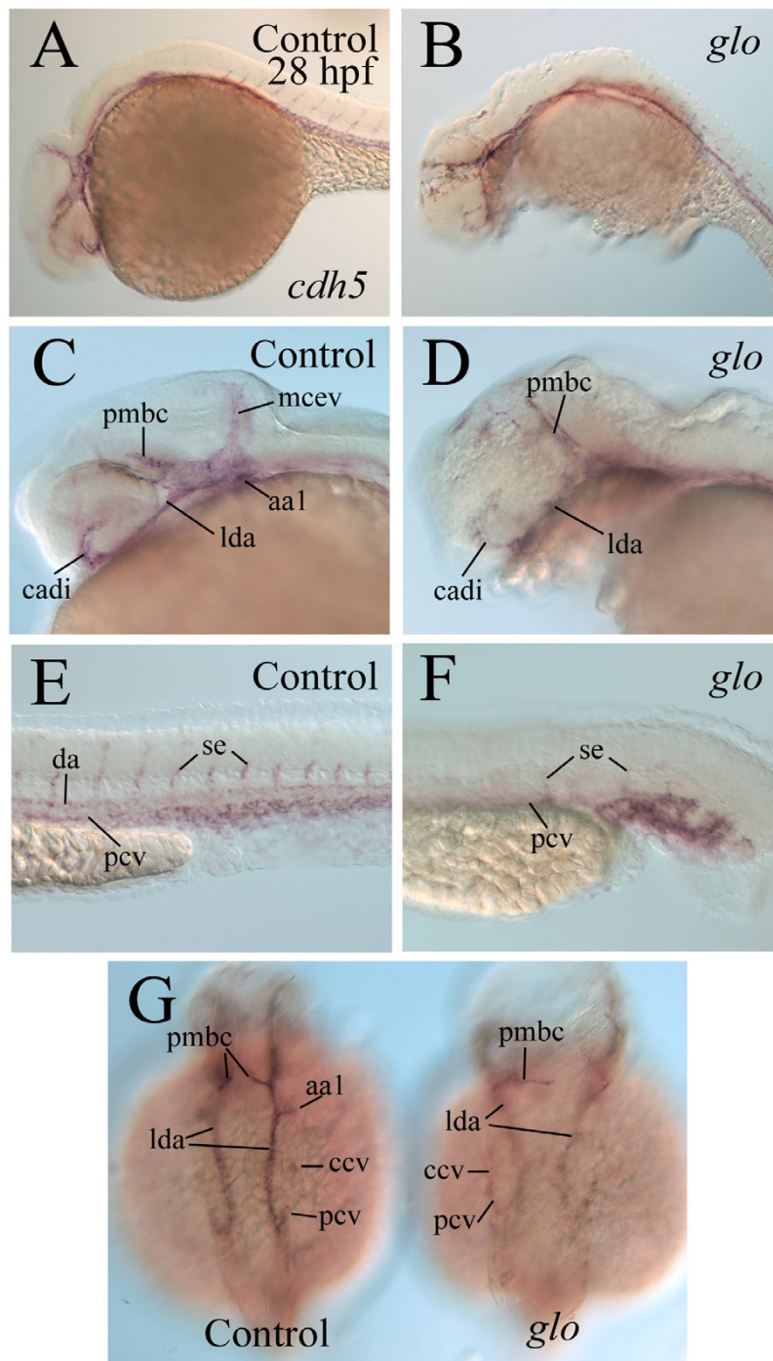 A
Control
28 hpf
cdh5
B
glo
C
Control
pmbc
mcev
aa1
lda
cadi
D
glo
pmbc
lda
cadi
E
Control
da
se
pcv
F
glo
se
pcv
G
pmbc
aa1
lda
ccv
pcv
Control
pmbc
lda
ccv
pcv
glo